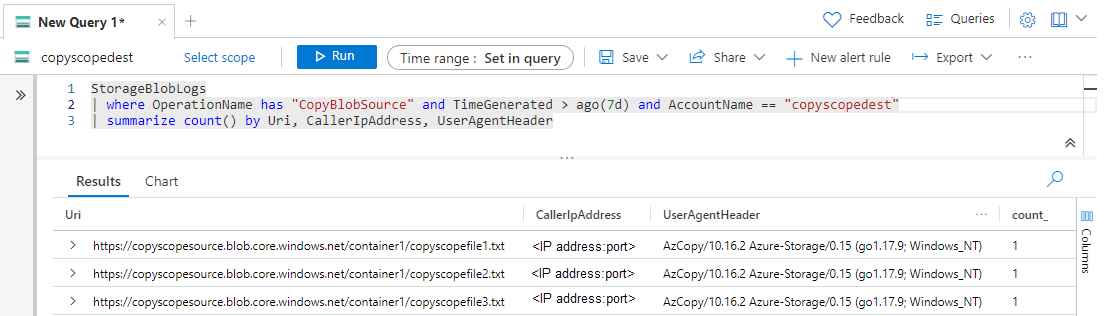 New Query 1* × +
Feedback Queries
copyscopedest Select scope Run Time range : Set in query Save Share New alert rule Export ...
1 StorageBlobLogs
2 | where OperationName has "CopyBlobSource" and TimeGenerated > ago(7d) and AccountName == "copyscopedest"
3 | summarize count() by Uri, CallerIpAddress, UserAgentHeader
Results Chart
Uri CallerIpAddress UserAgentHeader ... count_
https://copyscopesource.blob.core.windows.net/container1/copyscopefile1.txt <IP address:port> AzCopy/10.16.2 Azure-Storage/0.15 (go1.17.9; Windows_NT) 1
https://copyscopesource.blob.core.windows.net/container1/copyscopefile2.txt <IP address:port> AzCopy/10.16.2 Azure-Storage/0.15 (go1.17.9; Windows_NT) 1
https://copyscopesource.blob.core.windows.net/container1/copyscopefile3.txt <IP address:port> AzCopy/10.16.2 Azure-Storage/0.15 (go1.17.9; Windows_NT) 1
Columns